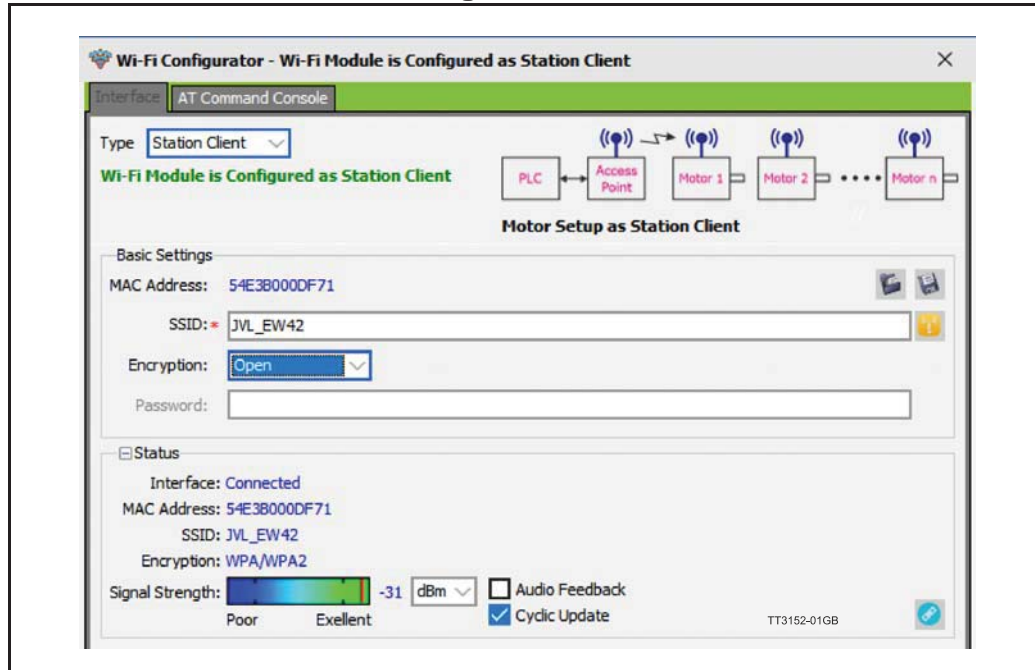 Wi-Fi Configurator - Wi-Fi Module is Configured as Station Client
Interface AT Command Console
Type Station Client
Wi-Fi Module is Configured as Station Client
PLC Access Point Motor 1 Motor 2 Motor n
Motor Setup as Station Client
Basic Settings
MAC Address: 54E3B000DF71
SSID:* JVL_EW42
Encryption: Open
Password:
Status
Interface: Connected
MAC Address: 54E3B000DF71
SSID: JVL_EW42
Encryption: WPA/WPA2
Signal Strength: -31 dBm Audio Feedback
Poor Exellent Cyclic Update TT3152-01GB